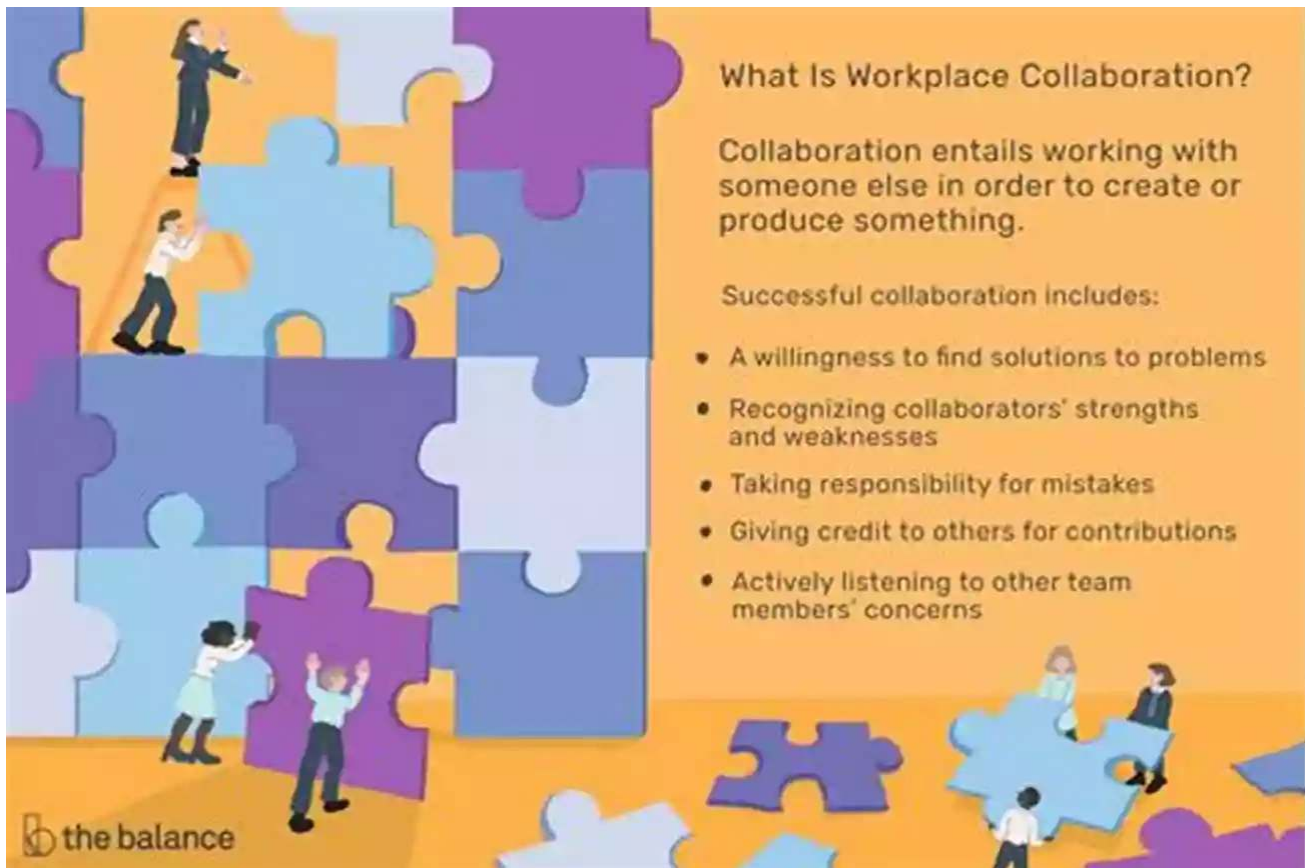 What Is Workplace Collaboration?
Collaboration entails working with
someone else in order to create or
produce something.
Successful collaboration includes:
• A willingness to find solutions to problems
• Recognizing collaborators' strengths
and weaknesses
• Taking responsibility for mistakes
• Giving credit to others for contributions
• Actively listening to other team
members' concerns
the balance